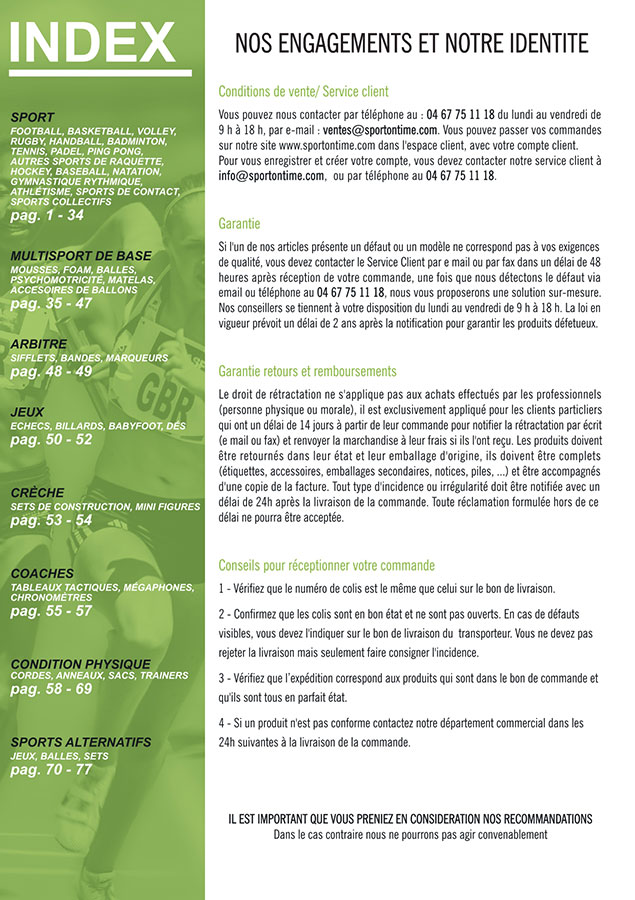 INDEX
SPORT
FOOTBALL, BASKETBALL, VOLLEY,
RUGBY, HANDBALL, BADMINTON,
TENNIS, PADEL, PING PONG,
AUTRES SPORTS DE RAQUETTE,
HOCKEY, BASEBALL, NATATION,
GYMNASTIQUE RYTHMIQUE,
ATHLÉTISME, SPORTS DE CONTACT,
SPORTS COLLECTIFS
pag. 1 - 34
MULTISPORT DE BASE
MOUSSES, FOAM, BALLES,
PSYCHOMOTRICITÉ, MATELAS,
ACCESOIRES DE BALLONS
pag. 35 - 47
ARBITRE
SIFFLETS, BANDES, MARQUEURS
pag. 48 - 49
JEUX
ECHECS, BILLARDS, BABYFOOT, DÉS
pag. 50 - 52
CRÈCHE
SETS DE CONSTRUCTION, MINI FIGURES
pag. 53 - 54
COACHES
TABLEAUX TACTIQUES, MÉGAPHONES,
CHRONOMÈTRES
pag. 55 - 57
CONDITION PHYSIQUE
CORDES, ANNEAUX, SACS, TRAINERS
pag. 58 - 69
SPORTS ALTERNATIFS
JEUX, BALLES, SETS
pag. 70 - 77
GBR
NOS ENGAGEMENTS ET NOTRE IDENTITE
Conditions de vente/ Service client
Vous pouvez nous contacter par téléphone au : 04 67 75 11 18 du lundi au vendredi de
9 h à 18 h, par e-mail : ventes@sportontime.com. Vous pouvez passer vos commandes
sur notre site www.sportontime.com dans l'espace client, avec votre compte client.
Pour vous enregistrer et créer votre compte, vous devez contacter notre service client à
info@sportontime.com, ou par téléphone au 04 67 75 11 18.
Garantie
Si l'un de nos articles présente un défaut ou un modèle ne correspond pas à vos exigences
de qualité, vous devez contacter le Service Client par e mail ou par fax dans un délai de 48
heures après réception de votre commande, une fois que nous détectons le défaut via
email ou téléphone au 04 67 75 11 18, nous vous proposerons une solution sur-mesure.
Nos conseillers se tiennent à votre disposition du lundi au vendredi de 9 h à 18 h. La loi en
vigueur prévoit un délai de 2 ans après la notification pour garantir les produits défetueux.
Garantie retours et remboursements
Le droit de rétractation ne s'applique pas aux achats effectués par les professionnels
(personne physique ou morale), il est exclusivement appliqué pour les clients particiliers
qui ont un délai de 14 jours à partir de leur commande pour notifier la rétractation par écrit
(e mail ou fax) et renvoyer la marchandise à leur frais si ils l'ont reçu. Les produits doivent
être retournés dans leur état et leur emballage d'origine, ils doivent être complets
(étiquettes, accessoires, emballages secondaires, notices, piles, ...) et être accompagnés
d'une copie de la facture. Tout type d'incidence ou irrégularité doit être notifiée avec un
délai de 24h après la livraison de la commande. Toute réclamation formulée hors de ce
délai ne pourra être acceptée.
Conseils pour réceptionner votre commande
1 - Vérifiez que le numéro de colis est le même que celui sur le bon de livraison.
2 - Confirmez que les colis sont en bon état et ne sont pas ouverts. En cas de défauts
visibles, vous devez l'indiquer sur le bon de livraison du transporteur. Vous ne devez pas
rejeter la livraison mais seulement faire consigner l'incidence.
3 - Vérifiez que l'expédition correspond aux produits qui sont dans le bon de commande et
qu'ils sont tous en parfait état.
4 - Si un produit n'est pas conforme contactez notre département commercial dans les
24h suivantes à la livraison de la commande.
IL EST IMPORTANT QUE VOUS PRENIEZ EN CONSIDERATION NOS RECOMMANDATIONS
Dans le cas contraire nous ne pourrons pas agir convenablement